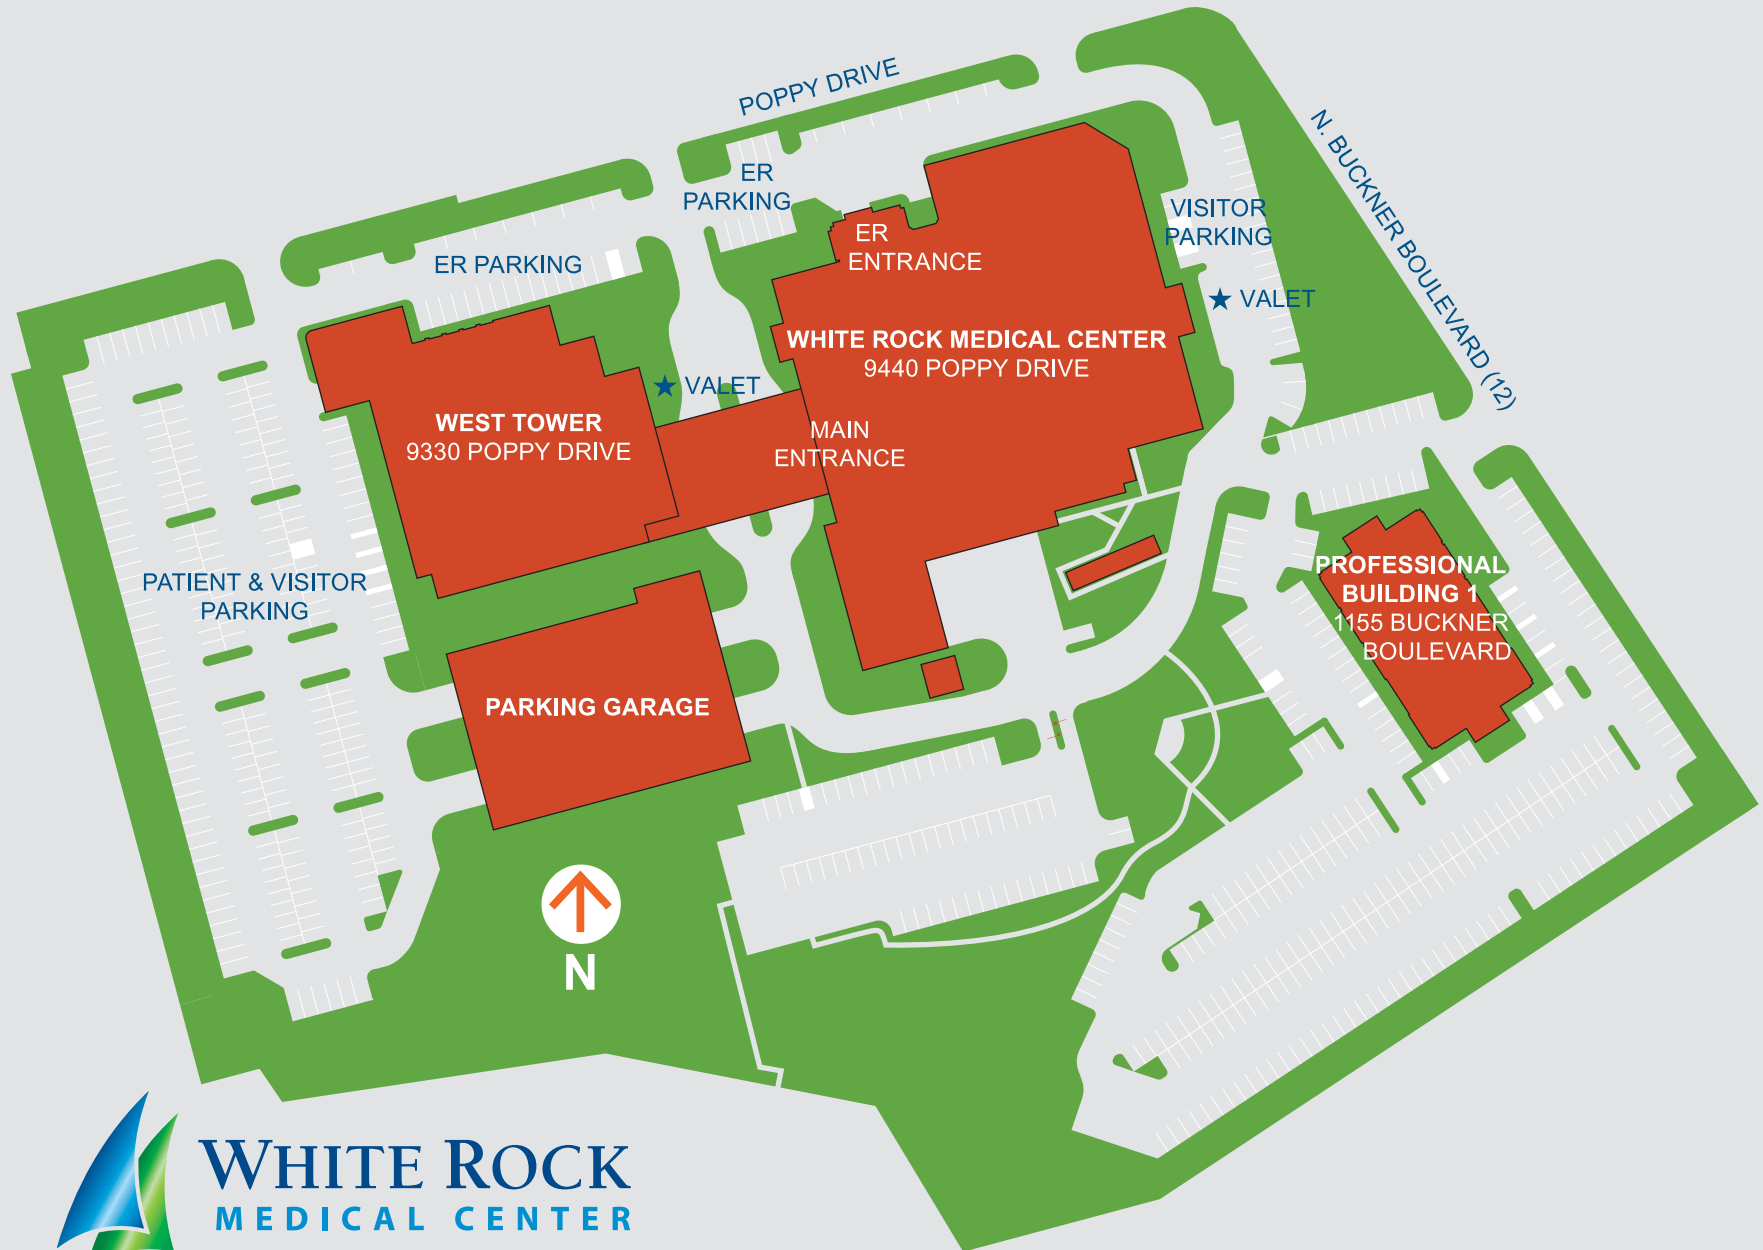 POPPY DRIVE
N. BUCKNER BOULEVARD (12)
ER
PARKING
VISITOR
PARKING
ER
ENTRANCE
ER PARKING
VALET
WHITE ROCK MEDICAL CENTER
9440 POPPY DRIVE
VALET
WEST TOWER
9330 POPPY DRIVE
MAIN
ENTRANCE
PATIENT & VISITOR
PARKING
PROFESSIONAL
BUILDING 1
1155 BUCKNER
BOULEVARD
PARKING GARAGE
N
WHITE ROCK
MEDICAL CENTER